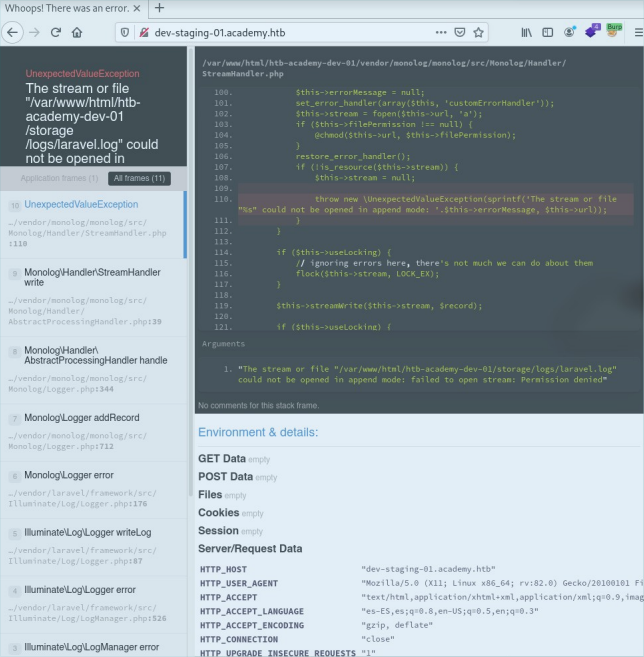 Whoops! There was an error. × +
dev-staging-01.academy.htb
Burp
UnexpectedValueException
The stream or file
"/var/www/html/htb-
academy-dev-01
/storage
/logs/laravel.log" could
not be opened in
Application frames (1) All frames (11)
10 UnexpectedValueException
…/vendor/monolog/monolog/src/
Monolog/Handler/StreamHandler.php
:110
9 Monolog\Handler\StreamHandler
write
…/vendor/monolog/monolog/src/
Monolog/Handler/
AbstractProcessingHandler.php:39
8 Monolog\Handler\
AbstractProcessingHandler handle
…/vendor/monolog/monolog/src/
Monolog/Logger.php:344
7 Monolog\Logger addRecord
…/vendor/monolog/monolog/src/
Monolog/Logger.php:712
6 Monolog\Logger error
…/vendor/laravel/framework/src/
Illuminate/Log/Logger.php:176
5 Illuminate\Log\Logger writeLog
…/vendor/laravel/framework/src/
Illuminate/Log/Logger.php:87
4 Illuminate\Log\Logger error
…/vendor/laravel/framework/src/
Illuminate/Log/LogManager.php:526
3 Illuminate\Log\LogManager error
/var/www/html/htb-academy-dev-01/vendor/monolog/monolog/src/Monolog/Handler/
StreamHandler.php
100. $this->errorMessage = null;
101. set_error_handler(array($this, 'customErrorHandler'));
102. $this->stream = fopen($this->url, 'a');
103. if ($this->filePermission !== null) {
104. @chmod($this->url, $this->filePermission);
105. }
106. restore_error_handler();
107. if (!is_resource($this->stream)) {
108. $this->stream = null;
109.
110. throw new \UnexpectedValueException(sprintf('The stream or file
"%s" could not be opened in append mode: '.$this->errorMessage, $this->url));
111. }
112. }
113.
114. if ($this->useLocking) {
115. // ignoring errors here, there's not much we can do about them
116. flock($this->stream, LOCK_EX);
117. }
118.
119. $this->streamWrite($this->stream, $record);
120.
121. if ($this->useLocking) {
Arguments
1. "The stream or file "/var/www/html/htb-academy-dev-01/storage/logs/laravel.log"
could not be opened in append mode: failed to open stream: Permission denied"
No comments for this stack frame.
Environment & details:
GET Data empty
POST Data empty
Files empty
Cookies empty
Session empty
Server/Request Data
HTTP_HOST "dev-staging-01.academy.htb"
HTTP_USER_AGENT "Mozilla/5.0 (X11; Linux x86_64; rv:82.0) Gecko/20100101 Fi
HTTP_ACCEPT "text/html,application/xhtml+xml,application/xml;q=0.9,imag
HTTP_ACCEPT_LANGUAGE "es-ES,es;q=0.8,en-US;q=0.5,en;q=0.3"
HTTP_ACCEPT_ENCODING "gzip, deflate"
HTTP_CONNECTION "close"
HTTP_UPGRADE_INSECURE_REQUESTS "1"